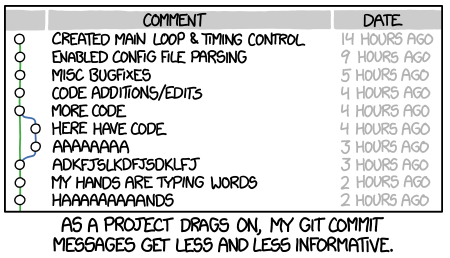 COMMENT DATE
CREATED MAIN LOOP & TIMING CONTROL 14 HOURS AGO
ENABLED CONFIG FILE PARSING 9 HOURS AGO
MISC BUGFIXES 5 HOURS AGO
CODE ADDITIONS/EDITS 4 HOURS AGO
MORE CODE 4 HOURS AGO
HERE HAVE CODE 4 HOURS AGO
AAAAAAAA 3 HOURS AGO
ADKFJSLKDFJSDKLFJ 3 HOURS AGO
MY HANDS ARE TYPING WORDS 2 HOURS AGO
HAAAAAAAAANDS 2 HOURS AGO
AS A PROJECT DRAGS ON, MY GIT COMMIT
MESSAGES GET LESS AND LESS INFORMATIVE.